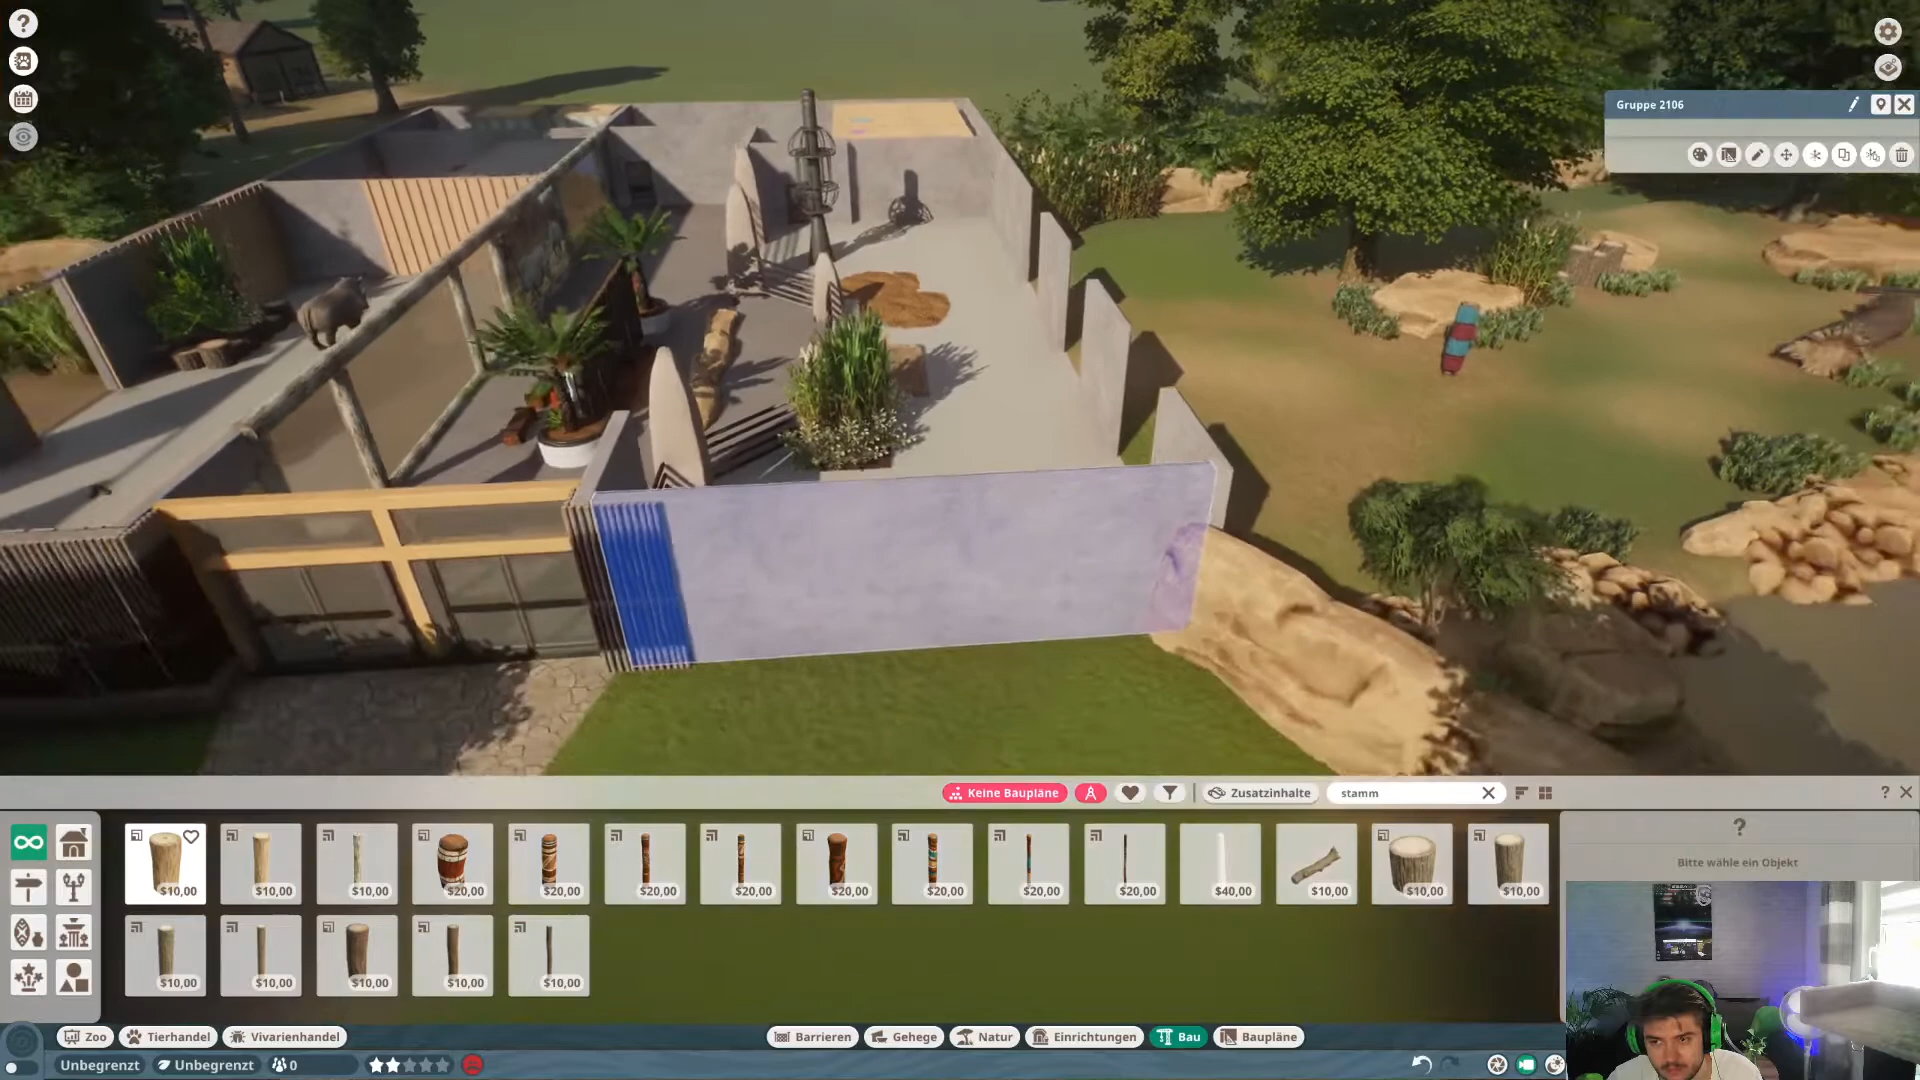 Gruppe 2106
Keine Baupläne
Zusatzinhalte
stamm
?
$10,00 $10,00 $10,00 $20,00 $20,00 $20,00 $20,00 $20,00 $20,00 $20,00 $20,00 $40,00 $10,00 $10,00 $10,00
$10,00 $10,00 $10,00 $10,00 $10,00
?
Bitte wähle ein Objekt
Zoo
Tierhandel
Vivarienhandel
Barrieren
Gehege
Natur
Einrichtungen
Bau
Baupläne
Unbegrenzt
Unbegrenzt
0